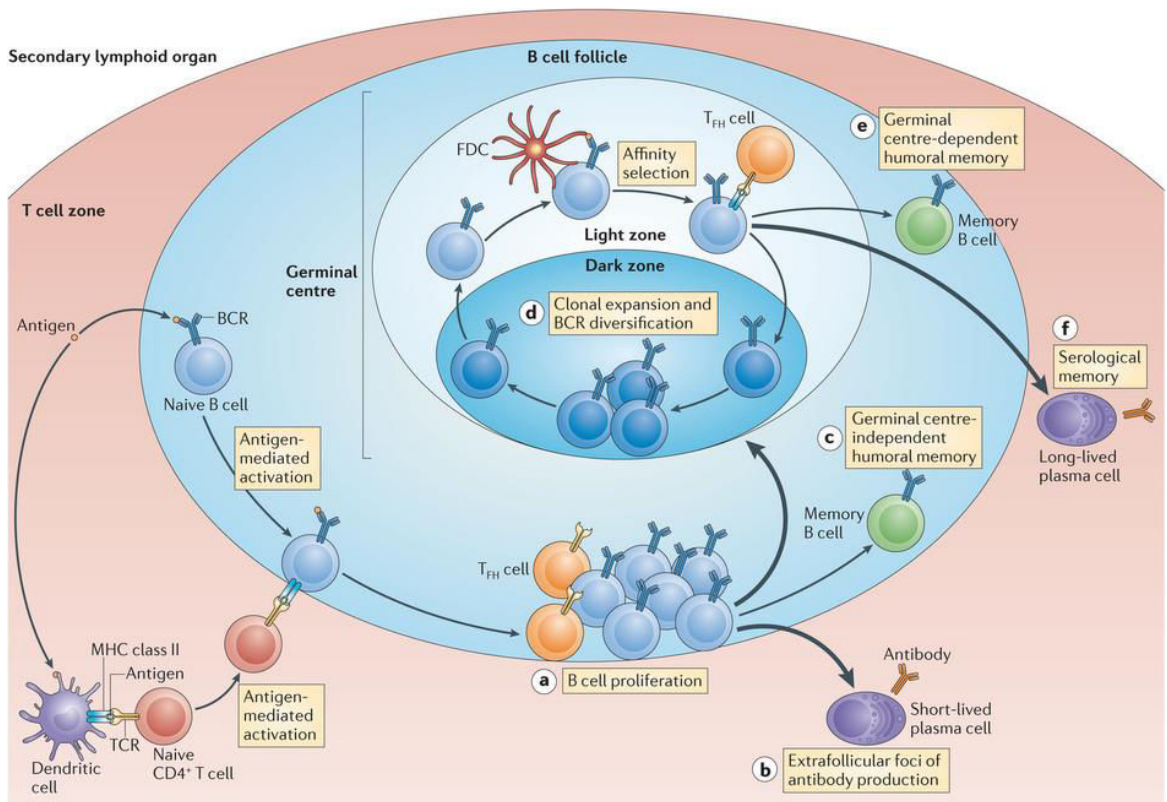 Secondary lymphoid organ
B cell follicle
T cell zone
Germinal
centre
FDC
Affinity
selection
T_FH cell
e
Germinal
centre-dependent
humoral memory
Memory
B cell
Light zone
Dark zone
d
Clonal expansion and
BCR diversification
Antigen
BCR
Naive B cell
Antigen-
mediated
activation
f
Serological
memory
Long-lived
plasma cell
c
Germinal centre-
independent
humoral memory
Memory
B cell
T_FH cell
a
B cell proliferation
MHC class II
Antigen
TCR
Dendritic
cell
Naive
CD4⁺ T cell
Antigen-
mediated
activation
Antibody
Short-lived
plasma cell
b
Extrafollicular foci of
antibody production